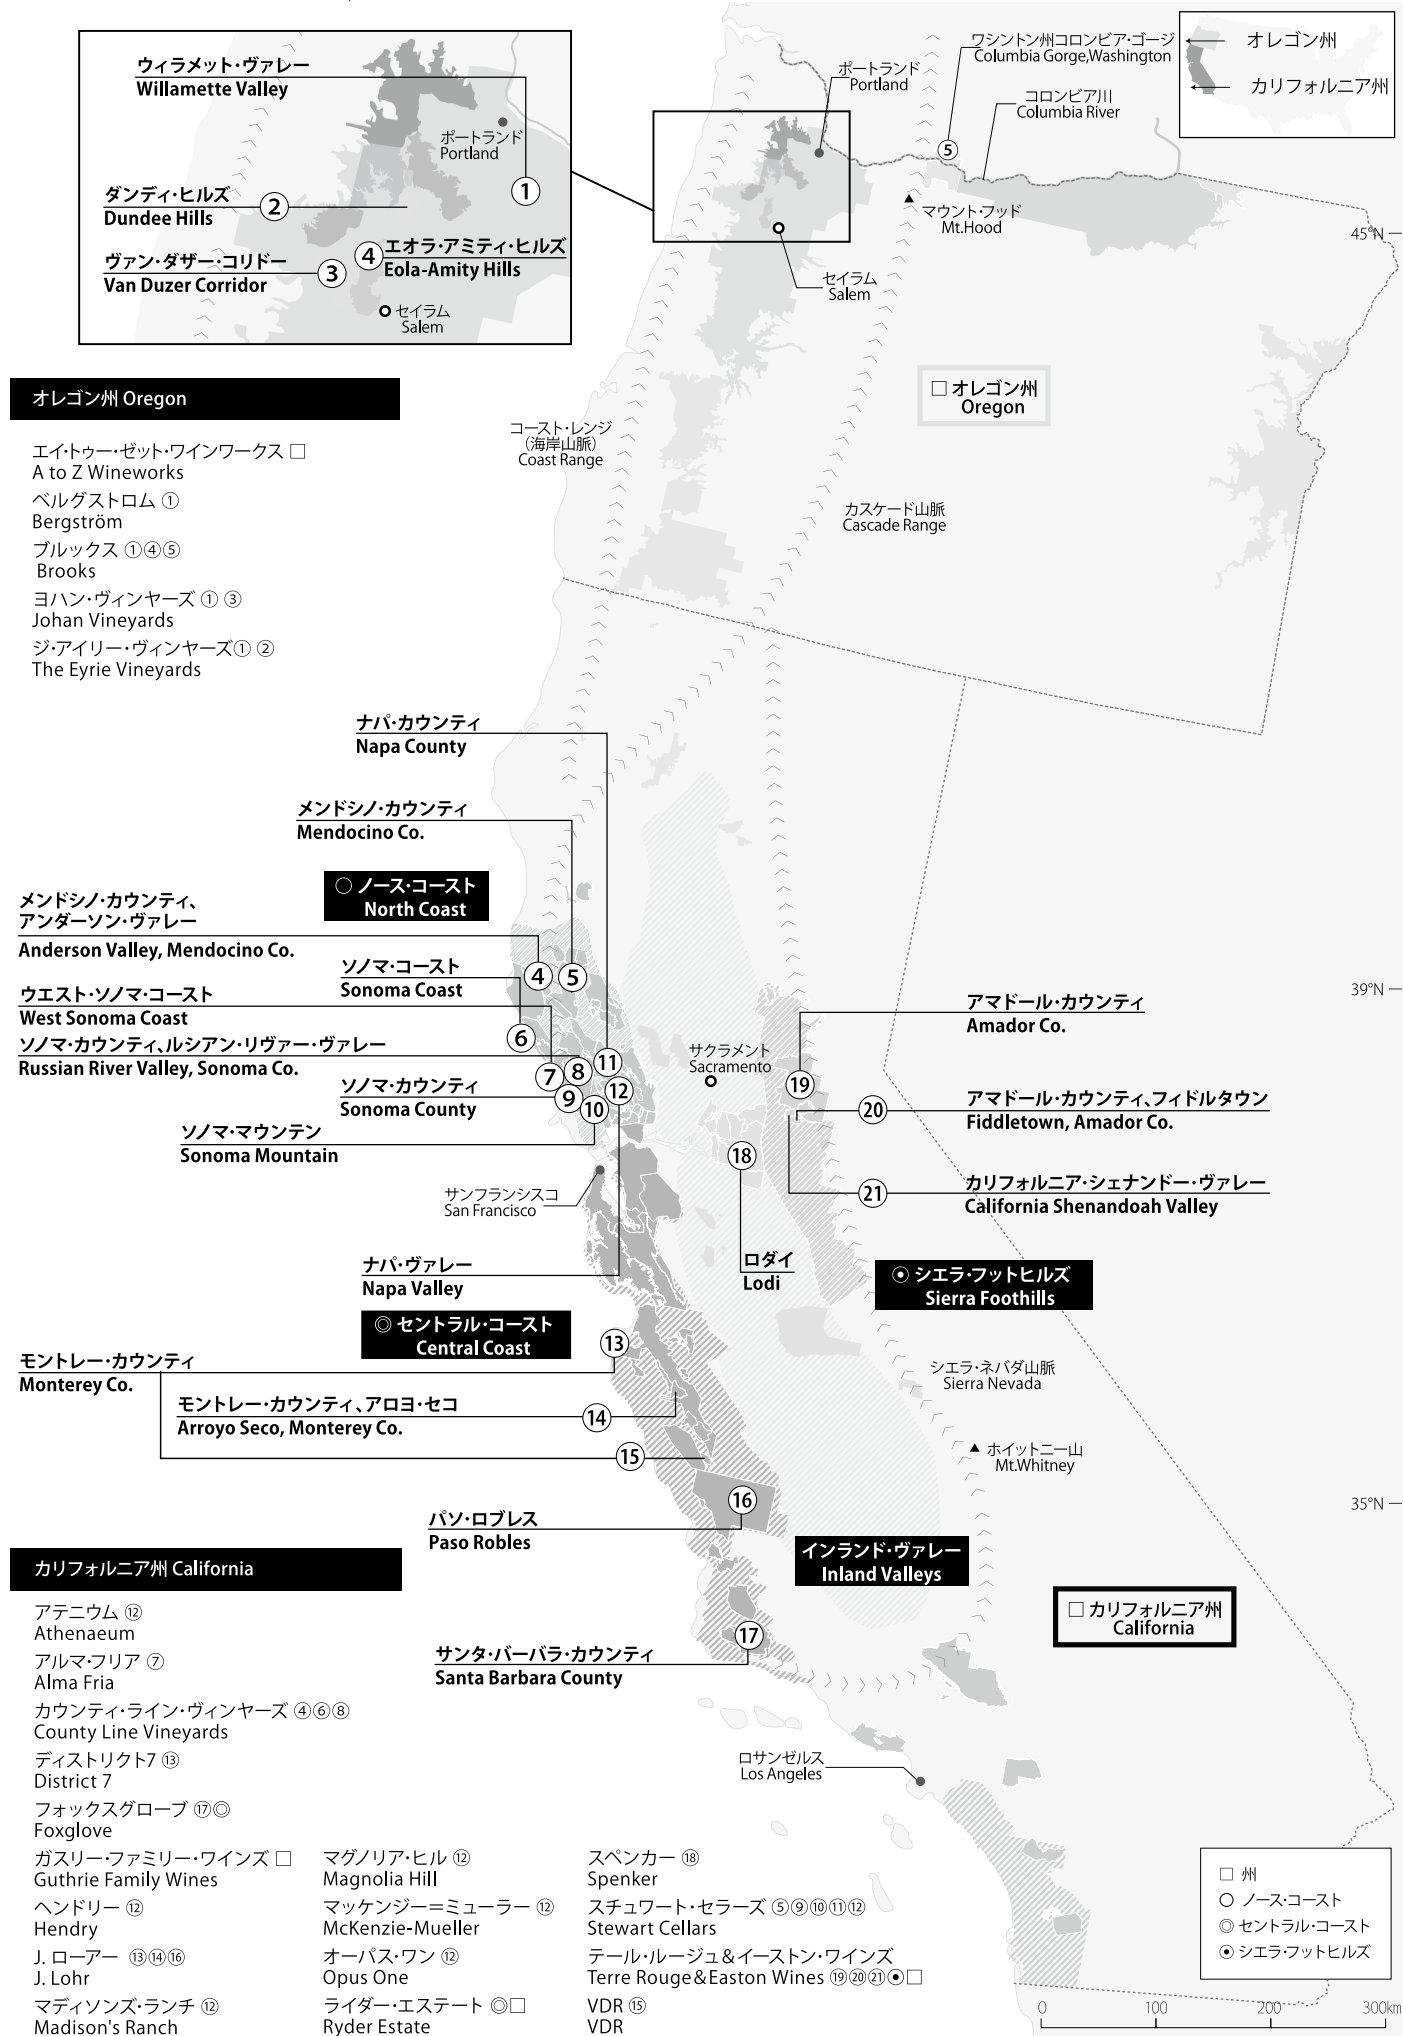 ウィラメット・ヴァレー
Willamette Valley
ポートランド
Portland
①
ダンディ・ヒルズ
Dundee Hills
②
ヴァン・ダザー・コリドー
Van Duzer Corridor
③
④
エオラ・アミティ・ヒルズ
Eola-Amity Hills
セイラム
Salem
ワシントン州コロンビア・ゴージ
Columbia Gorge,Washington
ポートランド
Portland
コロンビア川
Columbia River
⑤
マウント・フッド
Mt.Hood
セイラム
Salem
オレゴン州
カリフォルニア州
45°N
□ オレゴン州
Oregon
コースト・レンジ
（海岸山脈）
Coast Range
カスケード山脈
Cascade Range
オレゴン州 Oregon
エイ・トゥー・ゼット・ワインワークス □
A to Z Wineworks
ベルグストロム ①
Bergström
ブルックス ①④⑤
Brooks
ヨハン・ヴィンヤーズ ① ③
Johan Vineyards
ジ・アイリー・ヴィンヤーズ① ②
The Eyrie Vineyards
ナパ・カウンティ
Napa County
メンドシノ・カウンティ
Mendocino Co.
○ ノース・コースト
North Coast
メンドシノ・カウンティ、
アンダーソン・ヴァレー
Anderson Valley, Mendocino Co.
ソノマ・コースト
Sonoma Coast
ウエスト・ソノマ・コースト
West Sonoma Coast
ソノマ・カウンティ、ルシアン・リヴァー・ヴァレー
Russian River Valley, Sonoma Co.
ソノマ・カウンティ
Sonoma County
ソノマ・マウンテン
Sonoma Mountain
④
⑤
⑥
⑦
⑧
⑨
⑩
⑪
⑫
39°N
サクラメント
Sacramento
アマドール・カウンティ
Amador Co.
⑲
⑳
アマドール・カウンティ、フィドルタウン
Fiddletown, Amador Co.
㉑
カリフォルニア・シェナンドー・ヴァレー
California Shenandoah Valley
⑱
ロダイ
Lodi
サンフランシスコ
San Francisco
ナパ・ヴァレー
Napa Valley
◉ シエラ・フットヒルズ
Sierra Foothills
◎ セントラル・コースト
Central Coast
⑬
モントレー・カウンティ
Monterey Co.
モントレー・カウンティ、アロヨ・セコ
Arroyo Seco, Monterey Co.
⑭
⑮
シエラ・ネバダ山脈
Sierra Nevada
ホイットニー山
Mt.Whitney
⑯
パソ・ロブレス
Paso Robles
35°N
インランド・ヴァレー
Inland Valleys
□ カリフォルニア州
California
⑰
サンタ・バーバラ・カウンティ
Santa Barbara County
ロサンゼルス
Los Angeles
カリフォルニア州 California
アテニウム ⑫
Athenaeum
アルマ・フリア ⑦
Alma Fria
カウンティ・ライン・ヴィンヤーズ ④⑥⑧
County Line Vineyards
ディストリクト7 ⑬
District 7
フォックスグローブ ⑰◎
Foxglove
ガスリー・ファミリー・ワインズ □
Guthrie Family Wines
ヘンドリー ⑫
Hendry
J. ローアー ⑬⑭⑯
J. Lohr
マディソンズ・ランチ ⑫
Madison's Ranch
マグノリア・ヒル ⑫
Magnolia Hill
マッケンジー＝ミューラー ⑫
McKenzie-Mueller
オーパス・ワン ⑫
Opus One
ライダー・エステート ◎□
Ryder Estate
スペンカー ⑱
Spenker
スチュワート・セラーズ ⑤⑨⑩⑪⑫
Stewart Cellars
テール・ルージュ＆イーストン・ワインズ
Terre Rouge&Easton Wines ⑲⑳㉑◉□
VDR ⑮
VDR
□ 州
○ ノース・コースト
◎ セントラル・コースト
◉ シエラ・フットヒルズ
0 100 200 300km